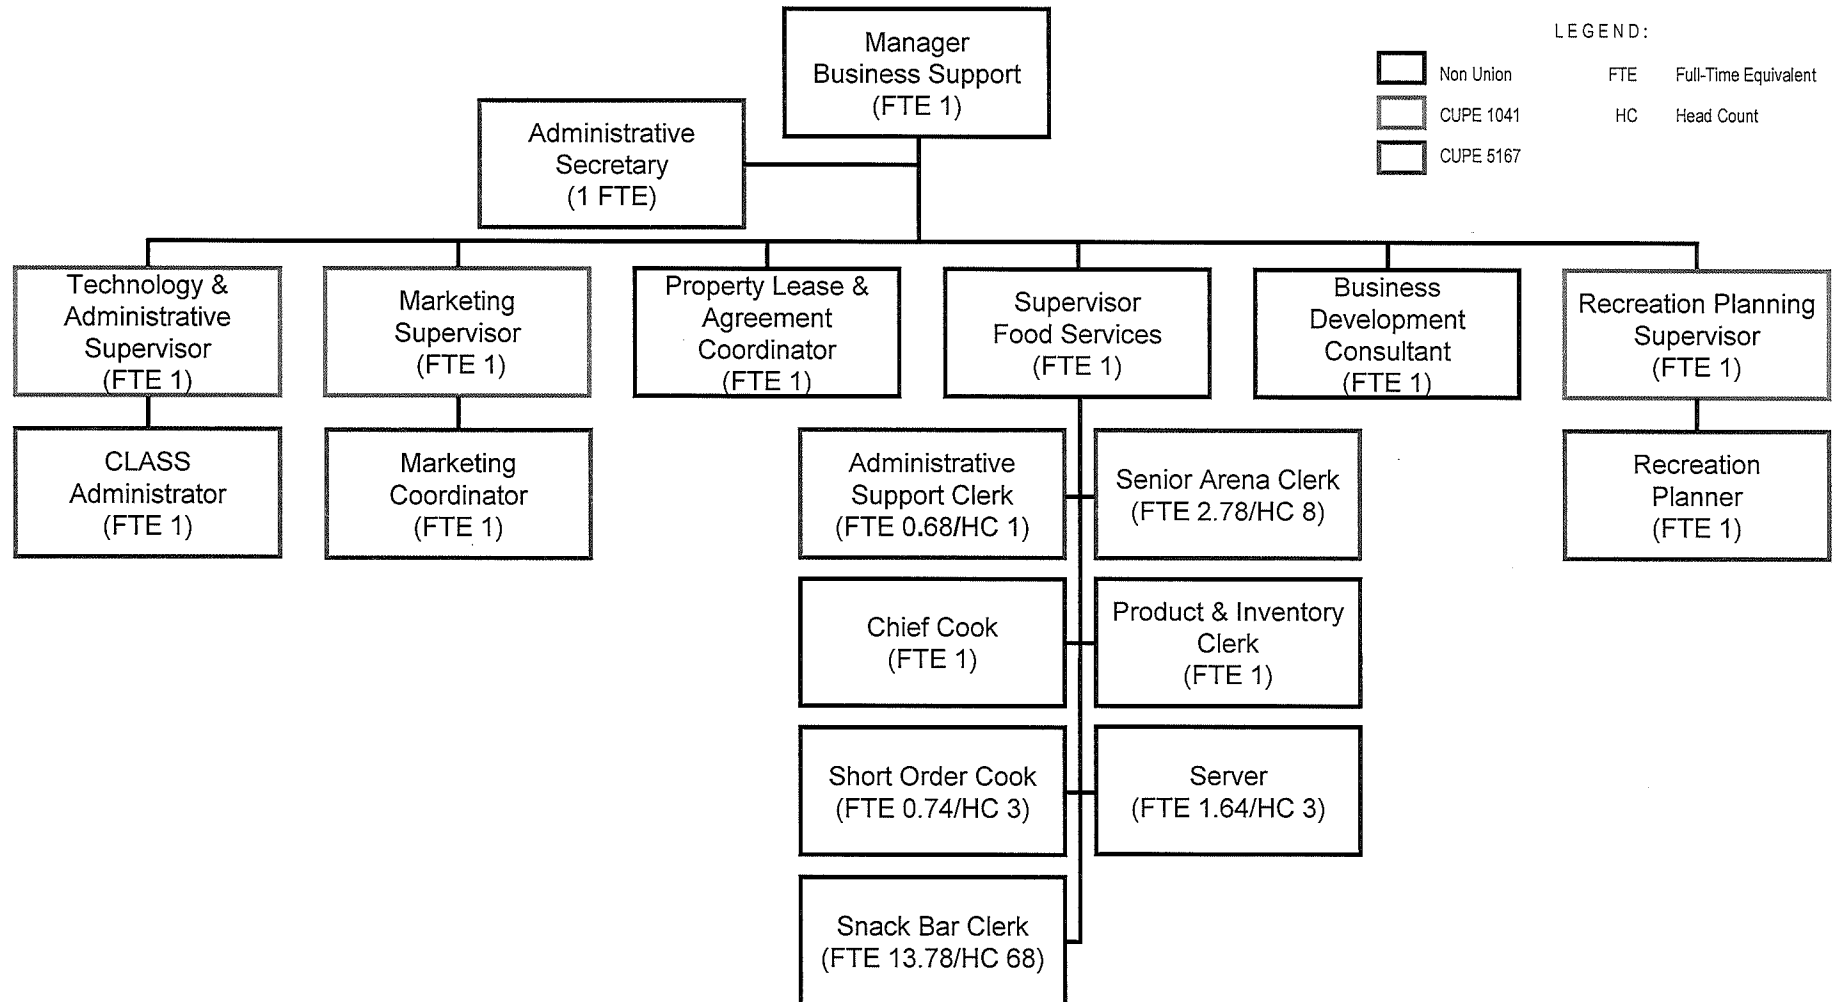 Manager
Business Support
(FTE 1)
LEGEND:
Non Union
FTE
Full-Time Equivalent
CUPE 1041
HC
Head Count
CUPE 5167
Administrative
Secretary
(1 FTE)
Technology &
Administrative
Supervisor
(FTE 1)
Marketing
Supervisor
(FTE 1)
Property Lease &
Agreement
Coordinator
(FTE 1)
Supervisor
Food Services
(FTE 1)
Business
Development
Consultant
(FTE 1)
Recreation Planning
Supervisor
(FTE 1)
CLASS
Administrator
(FTE 1)
Marketing
Coordinator
(FTE 1)
Administrative
Support Clerk
(FTE 0.68/HC 1)
Senior Arena Clerk
(FTE 2.78/HC 8)
Recreation
Planner
(FTE 1)
Chief Cook
(FTE 1)
Product & Inventory
Clerk
(FTE 1)
Short Order Cook
(FTE 0.74/HC 3)
Server
(FTE 1.64/HC 3)
Snack Bar Clerk
(FTE 13.78/HC 68)